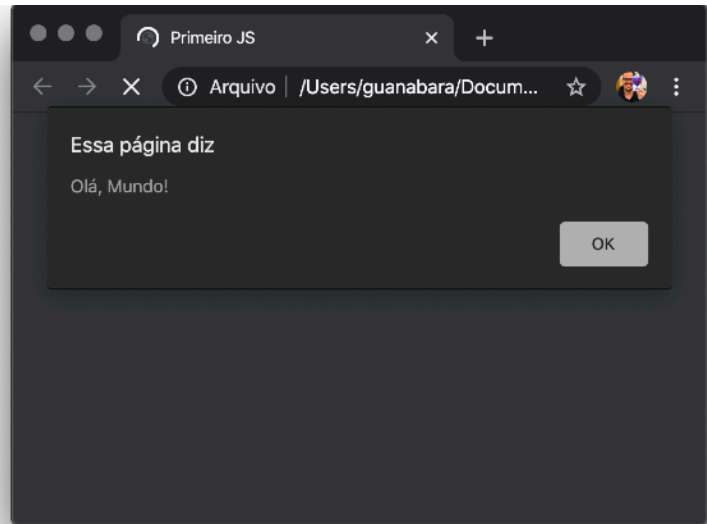 Primeiro JS
Arquivo | /Users/guanabara/Docum...
Essa página diz
Olá, Mundo!
OK